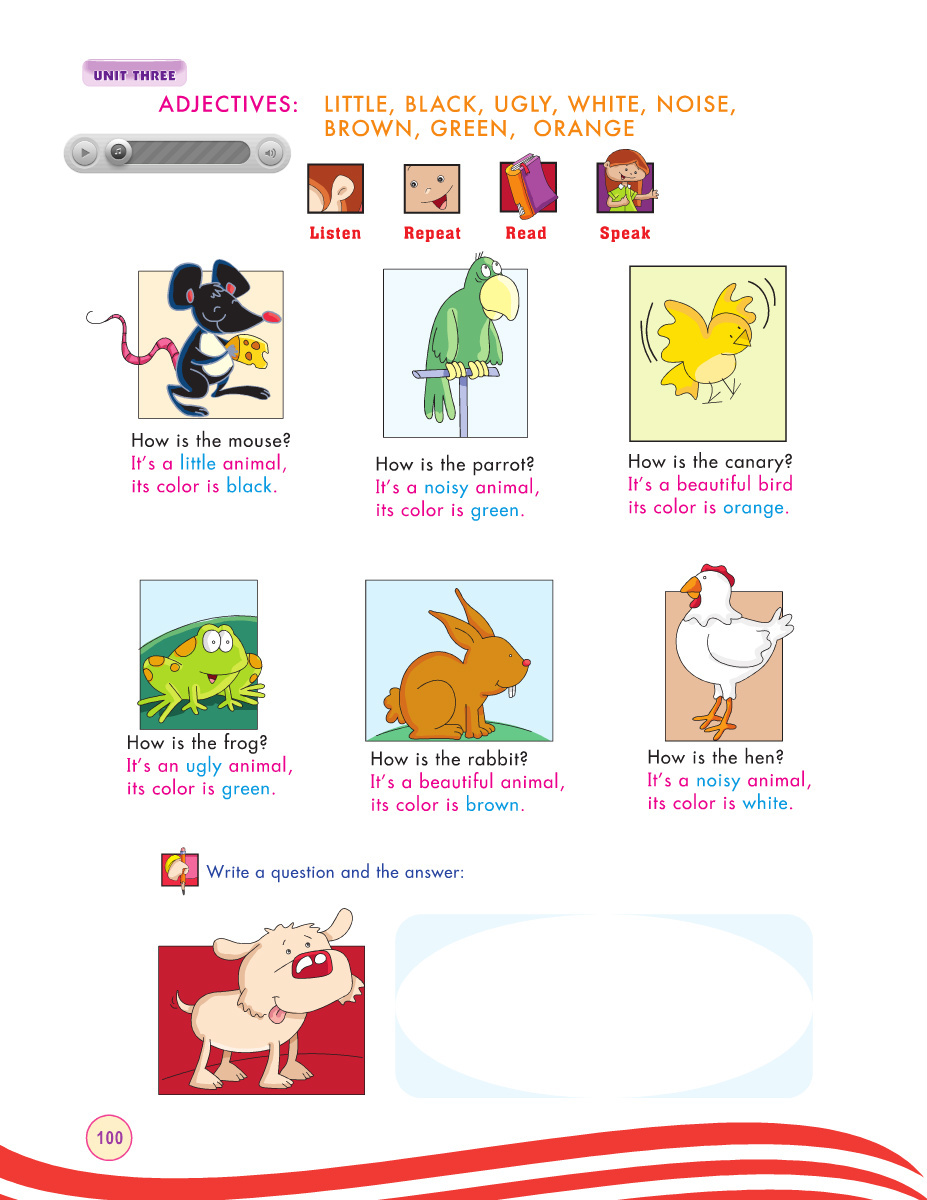 UNIT THREE
ADJECTIVES: LITTLE, BLACK, UGLY, WHITE, NOISE,
BROWN, GREEN, ORANGE
Listen Repeat Read Speak
How is the mouse?
It's a little animal,
its color is black.
How is the parrot?
It's a noisy animal,
its color is green.
How is the canary?
It's a beautiful bird
its color is orange.
How is the frog?
It's an ugly animal,
its color is green.
How is the rabbit?
It's a beautiful animal,
its color is brown.
How is the hen?
It's a noisy animal,
its color is white.
Write a question and the answer:
100